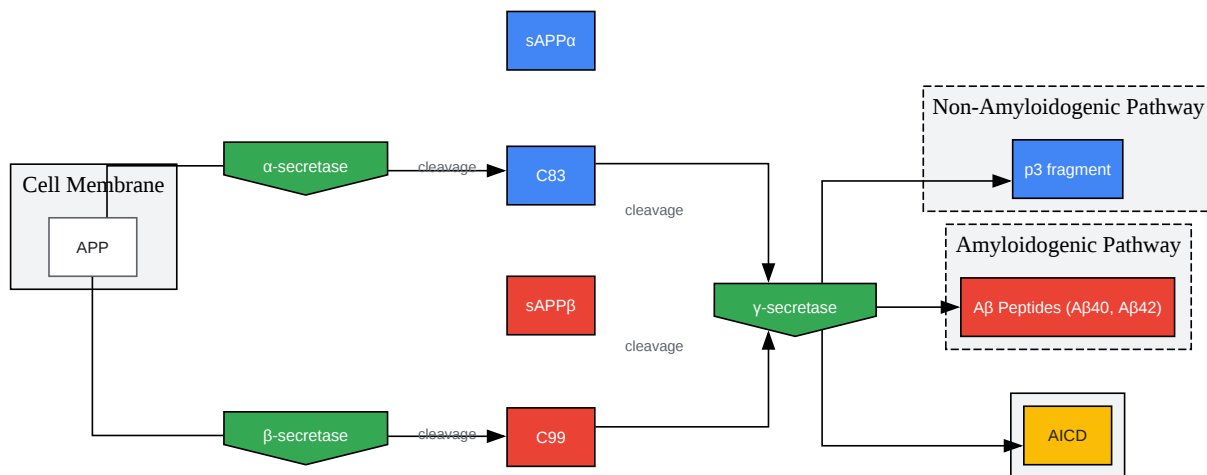 sAPPα
Non-Amyloidogenic Pathway
α-secretase
cleavage
C83
p3 fragment
Cell Membrane
cleavage
APP
Amyloidogenic Pathway
sAPPβ
γ-secretase
Aβ Peptides (Aβ40, Aβ42)
cleavage
β-secretase
cleavage
C99
AICD